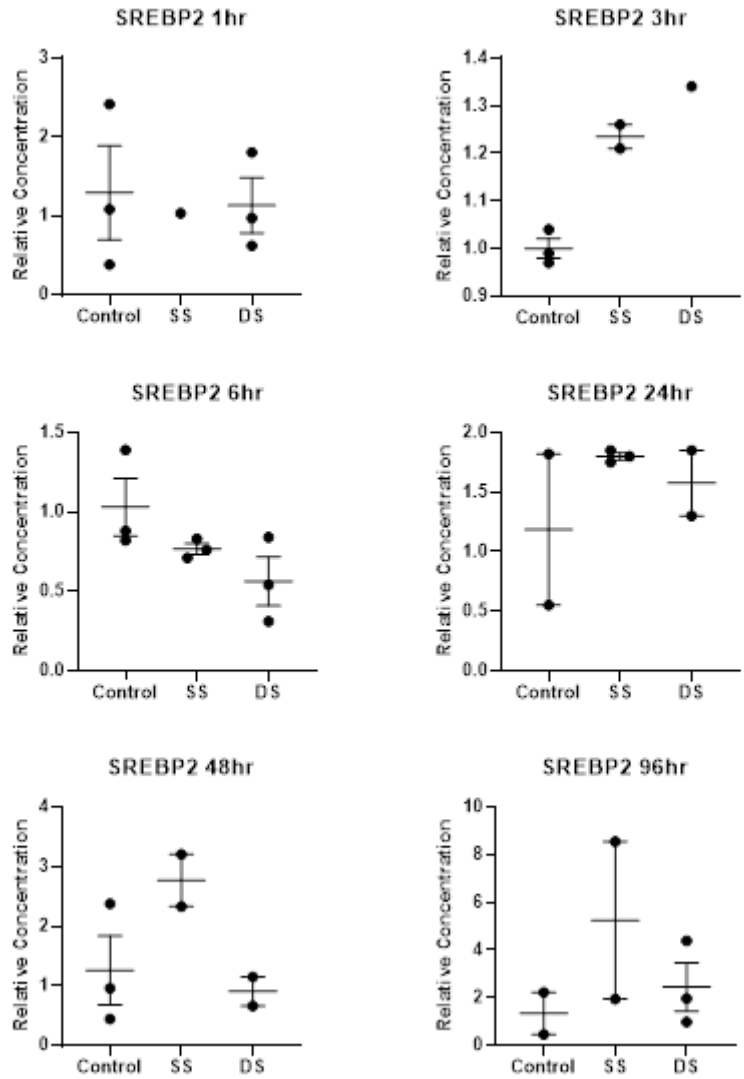 SREBP2 1hr
Relative Concentration
3
2
1
0
Control SS DS
SREBP2 3hr
Relative Concentration
1.4
1.3
1.2
1.1
1.0
0.9
Control SS DS
SREBP2 6hr
Relative Concentration
1.5
1.0
0.5
0.0
Control SS DS
SREBP2 24hr
Relative Concentration
2.0
1.5
1.0
0.5
0.0
Control SS DS
SREBP2 48hr
Relative Concentration
4
3
2
1
0
Control SS DS
SREBP2 96hr
Relative Concentration
10
8
6
4
2
0
Control SS DS